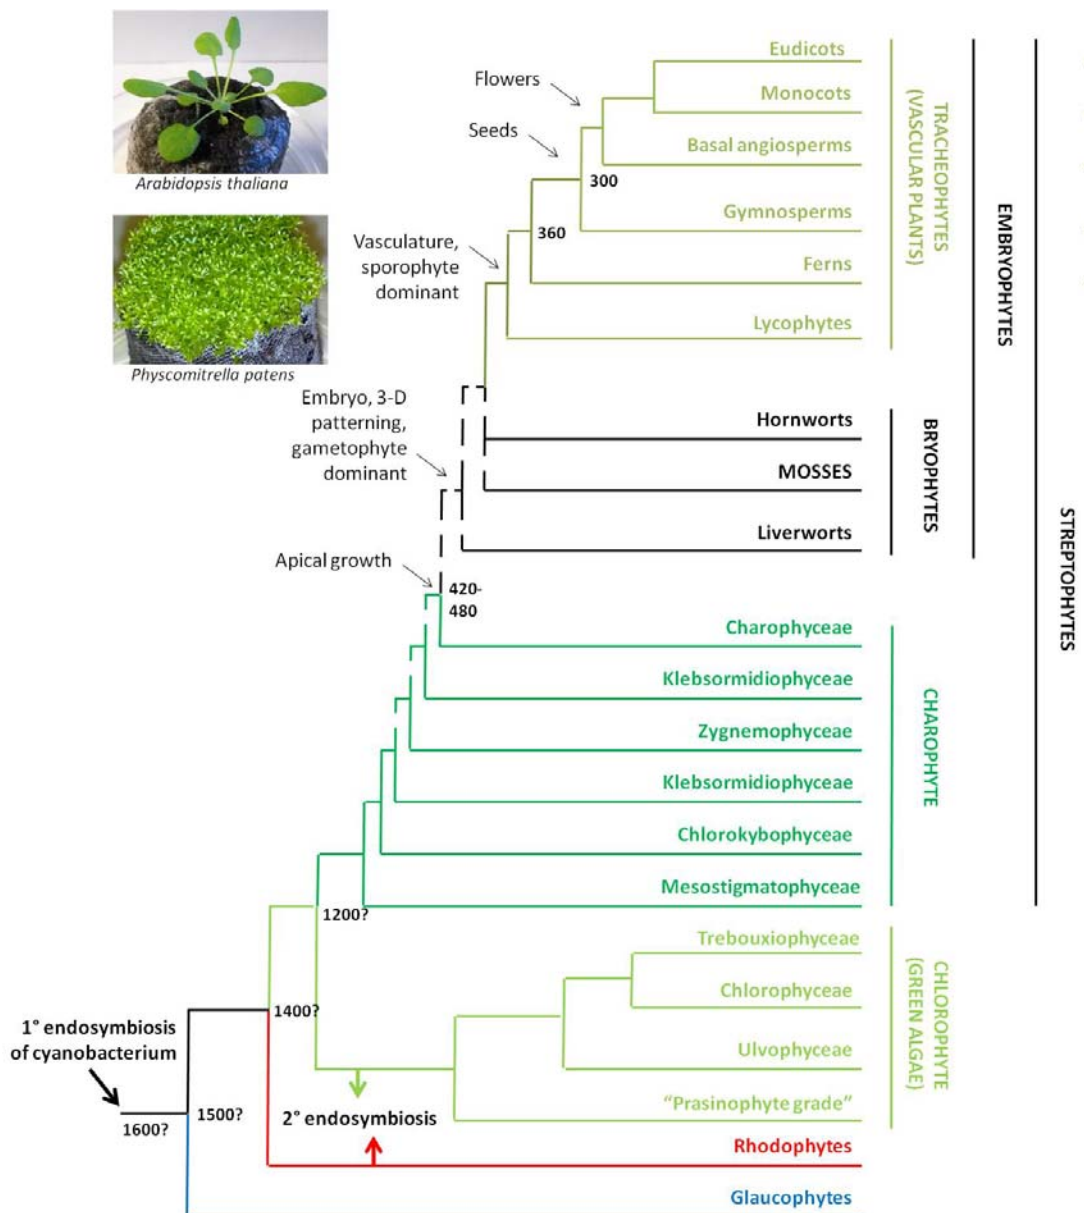 Eudicots
Flowers
Monocots
Seeds
Basal angiosperms
TRACHEOPHYTES
(VASCULAR PLANTS)
Arabidopsis thaliana
300
Gymnosperms
EMBRYOPHYTES
360
Vasculature,
sporophyte
dominant
Ferns
Lycophytes
Physcomitrella patens
Embryo, 3-D
patterning,
gametophyte
dominant
Hornworts
BRYOPHYTES
MOSSES
Liverworts
STREPTOPHYTES
Apical growth
420-
480
Charophyceae
Klebsormidiophyceae
CHAROPHYTE
Zygnemophyceae
Klebsormidiophyceae
Chlorokybophyceae
Mesostigmatophyceae
1200?
Trebouxiophyceae
CHLOROPHYTE
(GREEN ALGAE)
Chlorophyceae
1400?
1° endosymbiosis
of cyanobacterium
Ulvophyceae
"Prasinophyte grade"
1500?
2° endosymbiosis
1600?
Rhodophytes
Glaucophytes